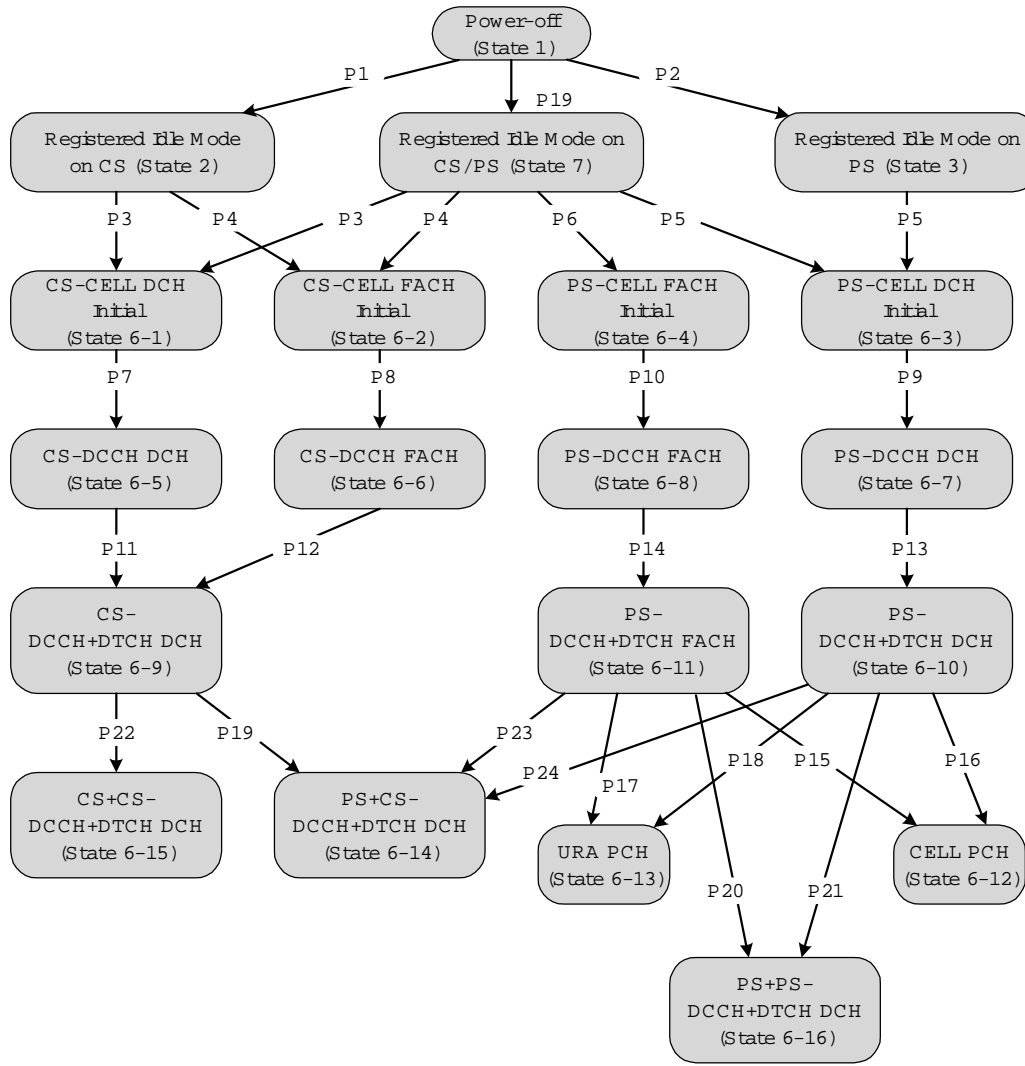 Power-off
(State 1)
P1
P2
P19
Registered Idle Mode
on CS (State 2)
Registered Idle Mode on
CS/PS (State 7)
Registered Idle Mode on
PS (State 3)
P3
P4
P3
P4
P6
P5
P5
CS-CELL DCH
Initial
(State 6-1)
CS-CELL FACH
Initial
(State 6-2)
PS-CELL FACH
Initial
(State 6-4)
PS-CELL DCH
Initial
(State 6-3)
P7
P8
P10
P9
CS-DCCH DCH
(State 6-5)
CS-DCCH FACH
(State 6-6)
PS-DCCH FACH
(State 6-8)
PS-DCCH DCH
(State 6-7)
P11
P12
P14
P13
CS-
DCCH+DTCH DCH
(State 6-9)
PS-
DCCH+DTCH FACH
(State 6-11)
PS-
DCCH+DTCH DCH
(State 6-10)
P22
P19
P23
P24
P17
P18
P15
P16
CS+CS-
DCCH+DTCH DCH
(State 6-15)
PS+CS-
DCCH+DTCH DCH
(State 6-14)
URA PCH
(State 6-13)
CELL PCH
(State 6-12)
P20
P21
PS+PS-
DCCH+DTCH DCH
(State 6-16)